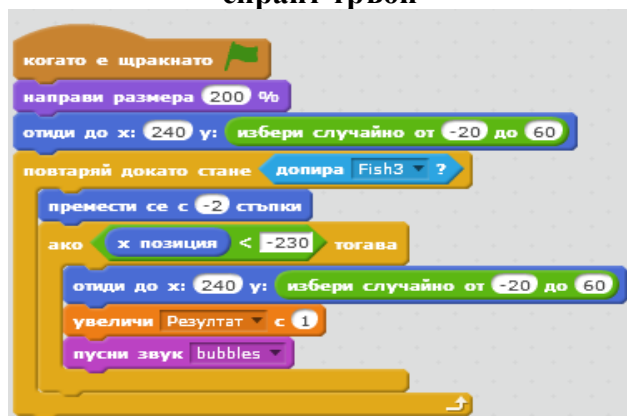 когато е щракнато
направи размера 200 %
отиди до x: 240 y: избери случайно от -20 до 60
повтаряй докато стане допира Fish3 ?
премести се с -2 стъпки
ако x позиция < -230 тогава
отиди до x: 240 y: избери случайно от -20 до 60
увеличи Резултат с 1
пусни звук bubbles